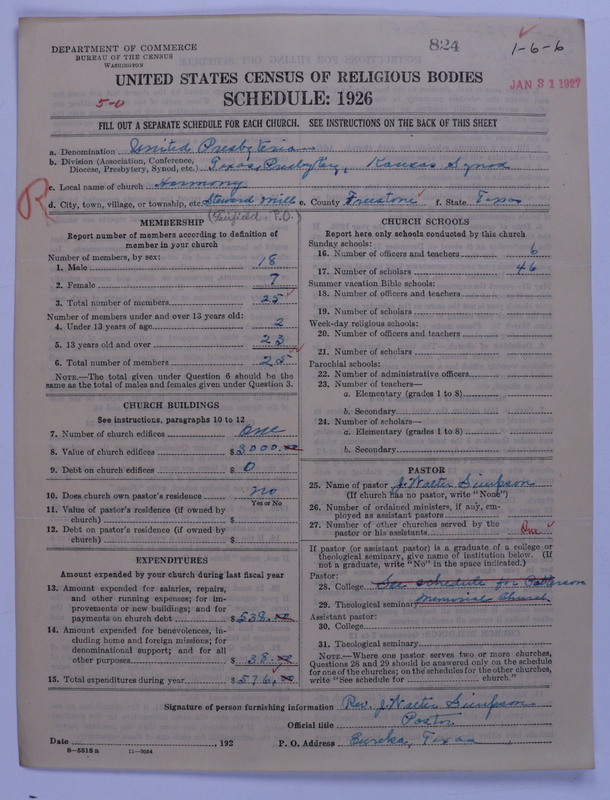 824
1-6-6
DEPARTMENT OF COMMERCE
BUREAU OF THE CENSUS
WASHINGTON
JAN 31 1927
UNITED STATES CENSUS OF RELIGIOUS BODIES
5-0
SCHEDULE: 1926
FILL OUT A SEPARATE SCHEDULE FOR EACH CHURCH. SEE INSTRUCTIONS ON THE BACK OF THIS SHEET
a. Denomination United Presbyterian
b. Division (Association, Conference, Diocese, Presbytery, Synod, etc.) Texas Presbytery, Kansas Synod
R
c. Local name of church Harmony
d. City, town, village, or township, etc. Steward Mills e. County Freestone f. State Texas
(Fairfield P.O.)
MEMBERSHIP
Report number of members according to definition of
member in your church
Number of members, by sex:
1. Male 18
2. Female 7
3. Total number of members 25
Number of members under and over 13 years old:
4. Under 13 years of age 2
5. 13 years old and over 23
6. Total number of members 25
NOTE.—The total given under Question 6 should be the
same as the total of males and females given under Question 3.
CHURCH BUILDINGS
See instructions, paragraphs 10 to 12
7. Number of church edifices one
8. Value of church edifices $3000.00
9. Debt on church edifices $ 0
10. Does church own pastor's residence no
Yes or No
11. Value of pastor's residence (if owned by
church) $
12. Debt on pastor's residence (if owned by
church) $
EXPENDITURES
Amount expended by your church during last fiscal year
13. Amount expended for salaries, repairs,
and other running expenses; for im-
provements or new buildings; and for
payments on church debt $538.00
14. Amount expended for benevolences, in-
cluding home and foreign missions; for
denominational support; and for all
other purposes 38.00
15. Total expenditures during year $576.00
CHURCH SCHOOLS
Report here only schools conducted by this church
Sunday schools:
16. Number of officers and teachers 6
17. Number of scholars 46
Summer vacation Bible schools:
18. Number of officers and teachers
19. Number of scholars
Week-day religious schools:
20. Number of officers and teachers
21. Number of scholars
Parochial schools:
22. Number of administrative officers
23. Number of teachers—
a. Elementary (grades 1 to 8)
b. Secondary
24. Number of scholars—
a. Elementary (grades 1 to 8)
b. Secondary
PASTOR
25. Name of pastor J. Walter Simpson
(If church has no pastor, write "None")
26. Number of ordained ministers, if any, em-
ployed as assistant pastors
27. Number of other churches served by the
pastor or his assistants One
If pastor (or assistant pastor) is a graduate of a college or
theological seminary, give name of institution below. (If
not a graduate, write "No" in the space indicated.)
Pastor:
28. College See schedule for Patterson
29. Theological seminary Memorial Church
Assistant pastor:
30. College
31. Theological seminary
NOTE.—Where one pastor serves two or more churches,
Questions 28 and 29 should be answered only on the schedule
for one of the churches; on the schedules for the other churches,
write "See schedule for church."
Signature of person furnishing information Rev. J. Walter Simpson
Official title Pastor
Date , 192 P. O. Address Eureka, Texas
8-5515a 11-9054